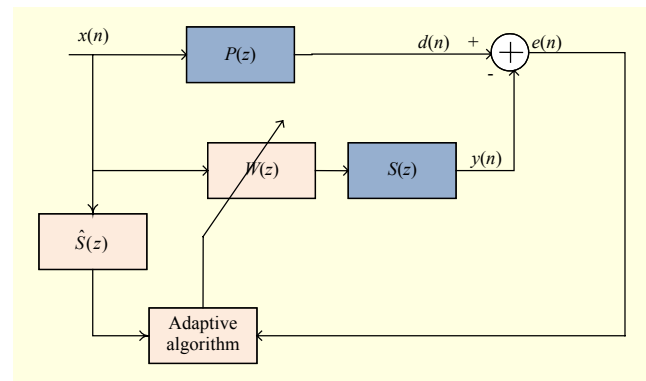 x(n)
P(z)
d(n)
+
e(n)
-
W(z)
S(z)
y(n)
Ŝ(z)
Adaptive
algorithm